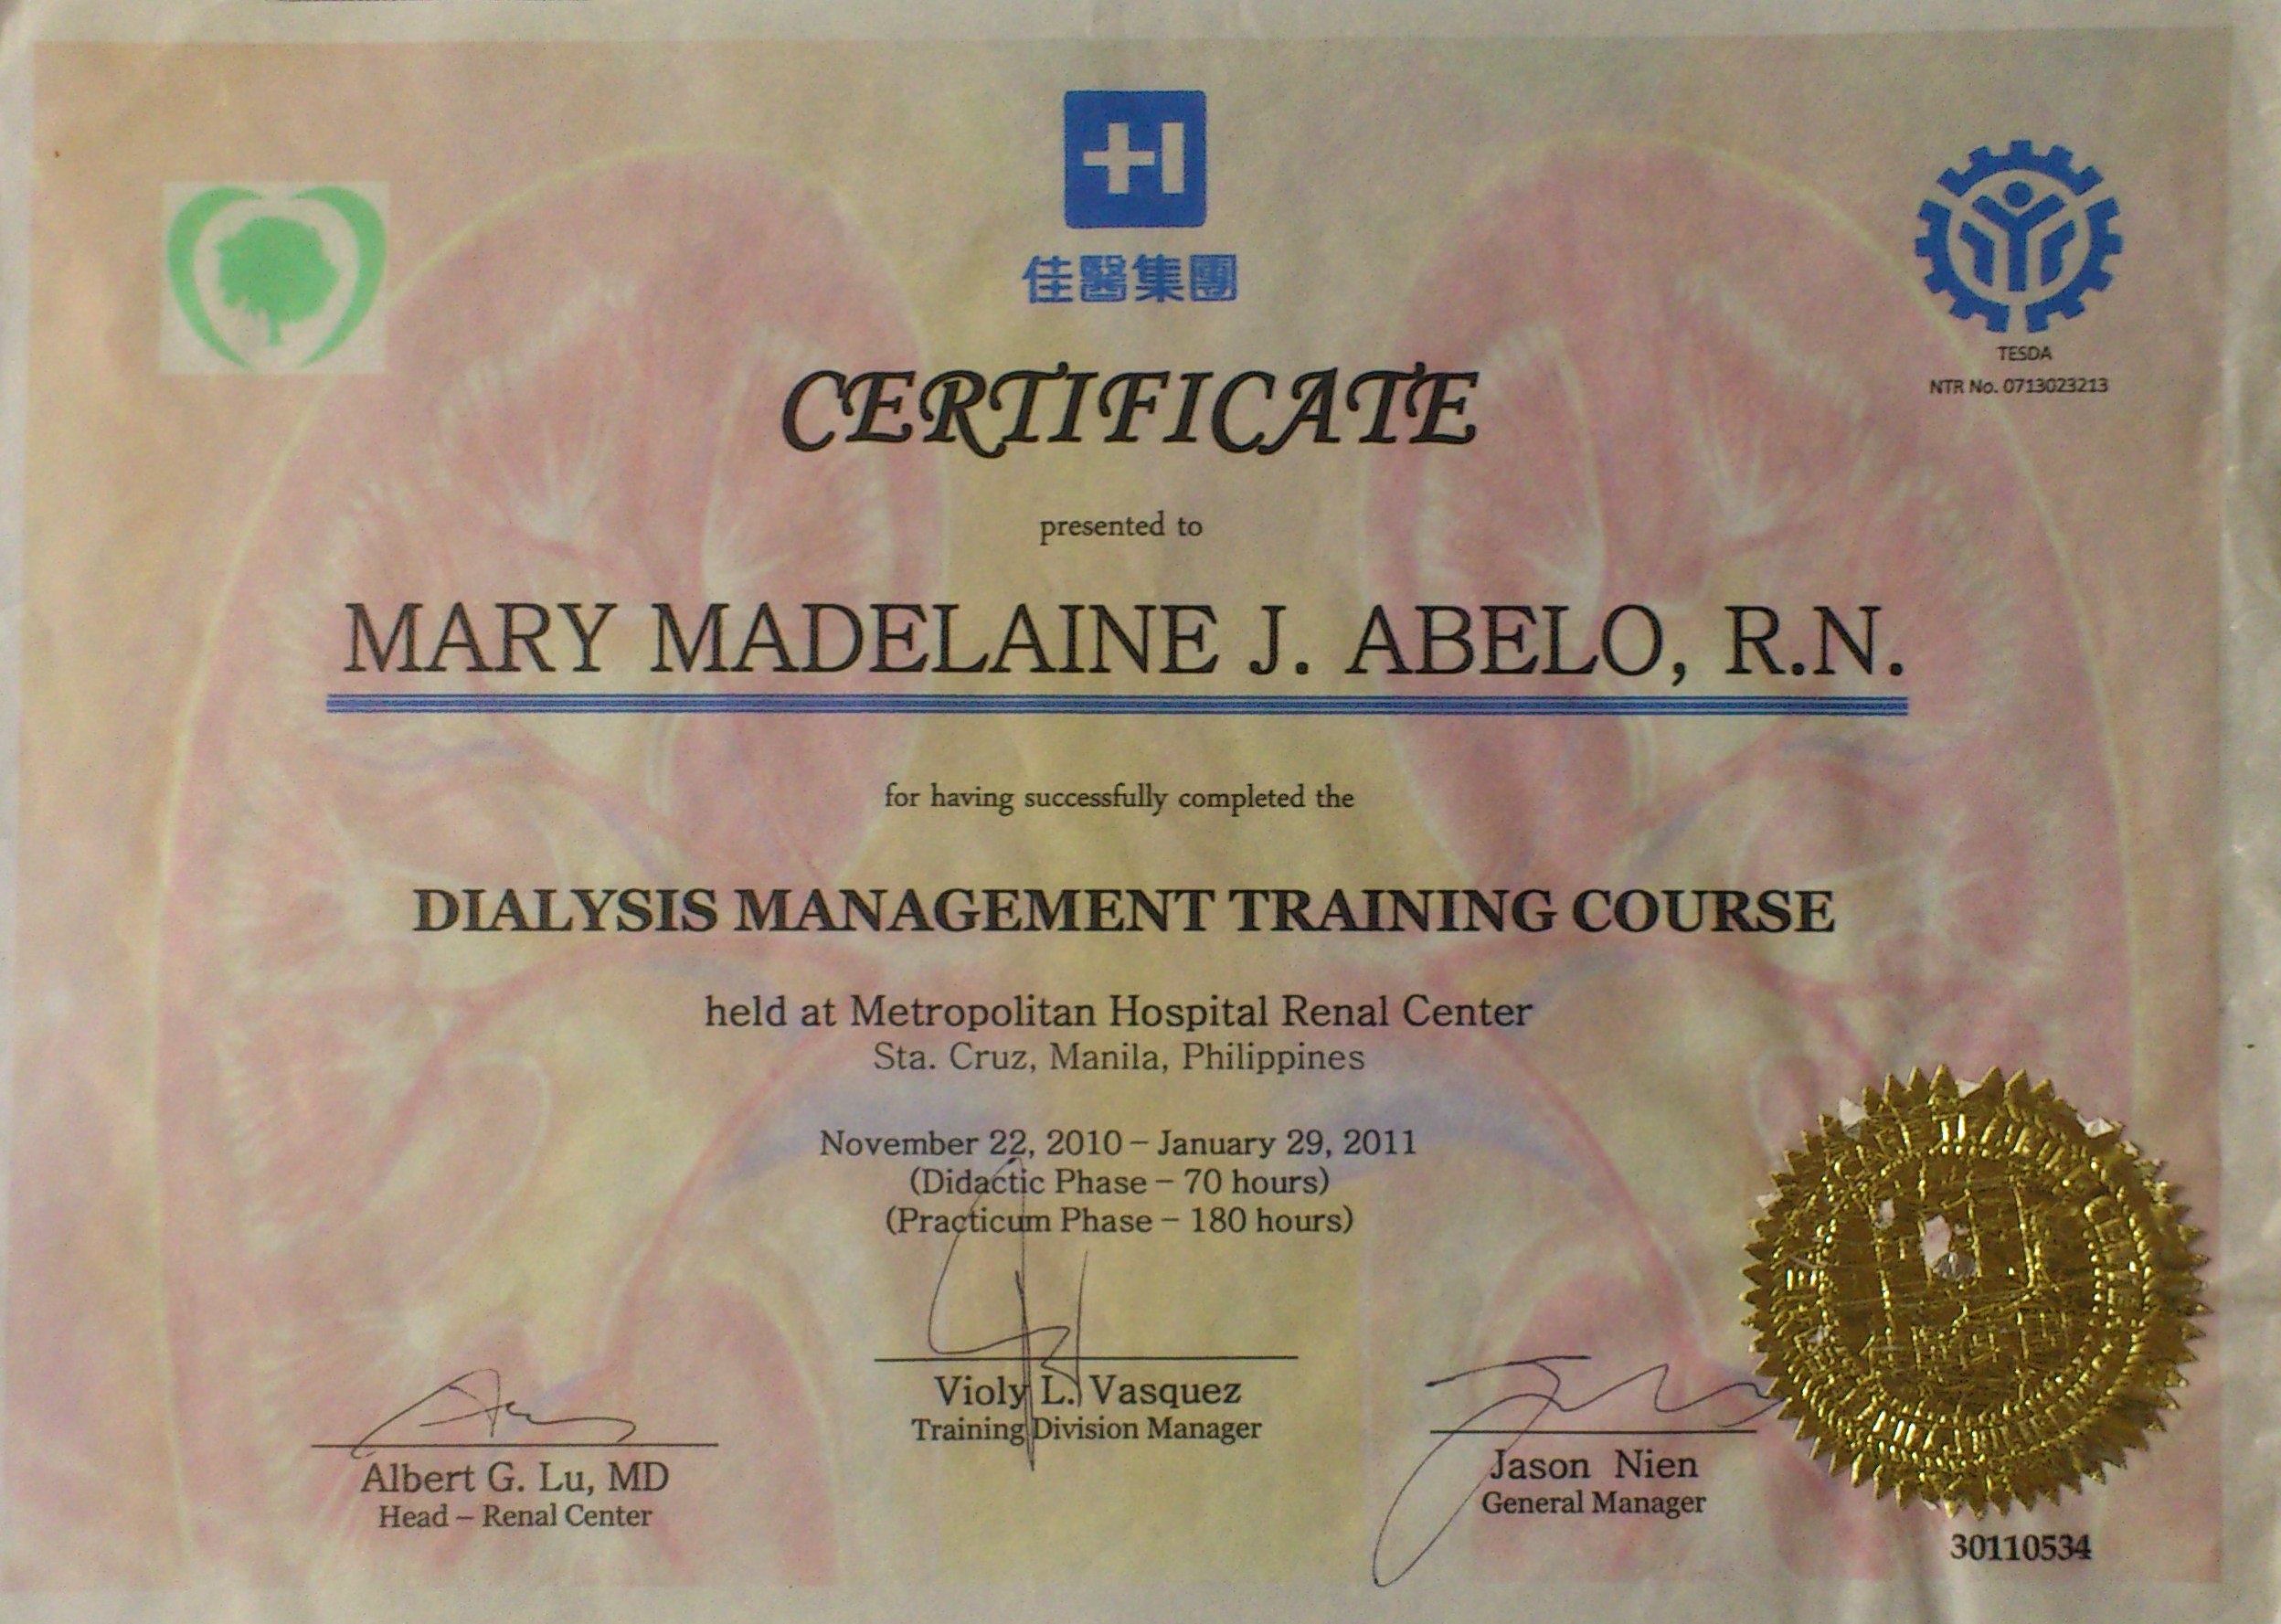 佳醫集團
TESDA
NTR No. 0713023213
CERTIFICATE
presented to
MARY MADELAINE J. ABELO, R.N.
for having successfully completed the
DIALYSIS MANAGEMENT TRAINING COURSE
held at Metropolitan Hospital Renal Center
Sta. Cruz, Manila, Philippines
November 22, 2010 – January 29, 2011
(Didactic Phase – 70 hours)
(Practicum Phase – 180 hours)
Violy L. Vasquez
Training Division Manager
Albert G. Lu, MD
Head – Renal Center
Jason Nien
General Manager
30110534